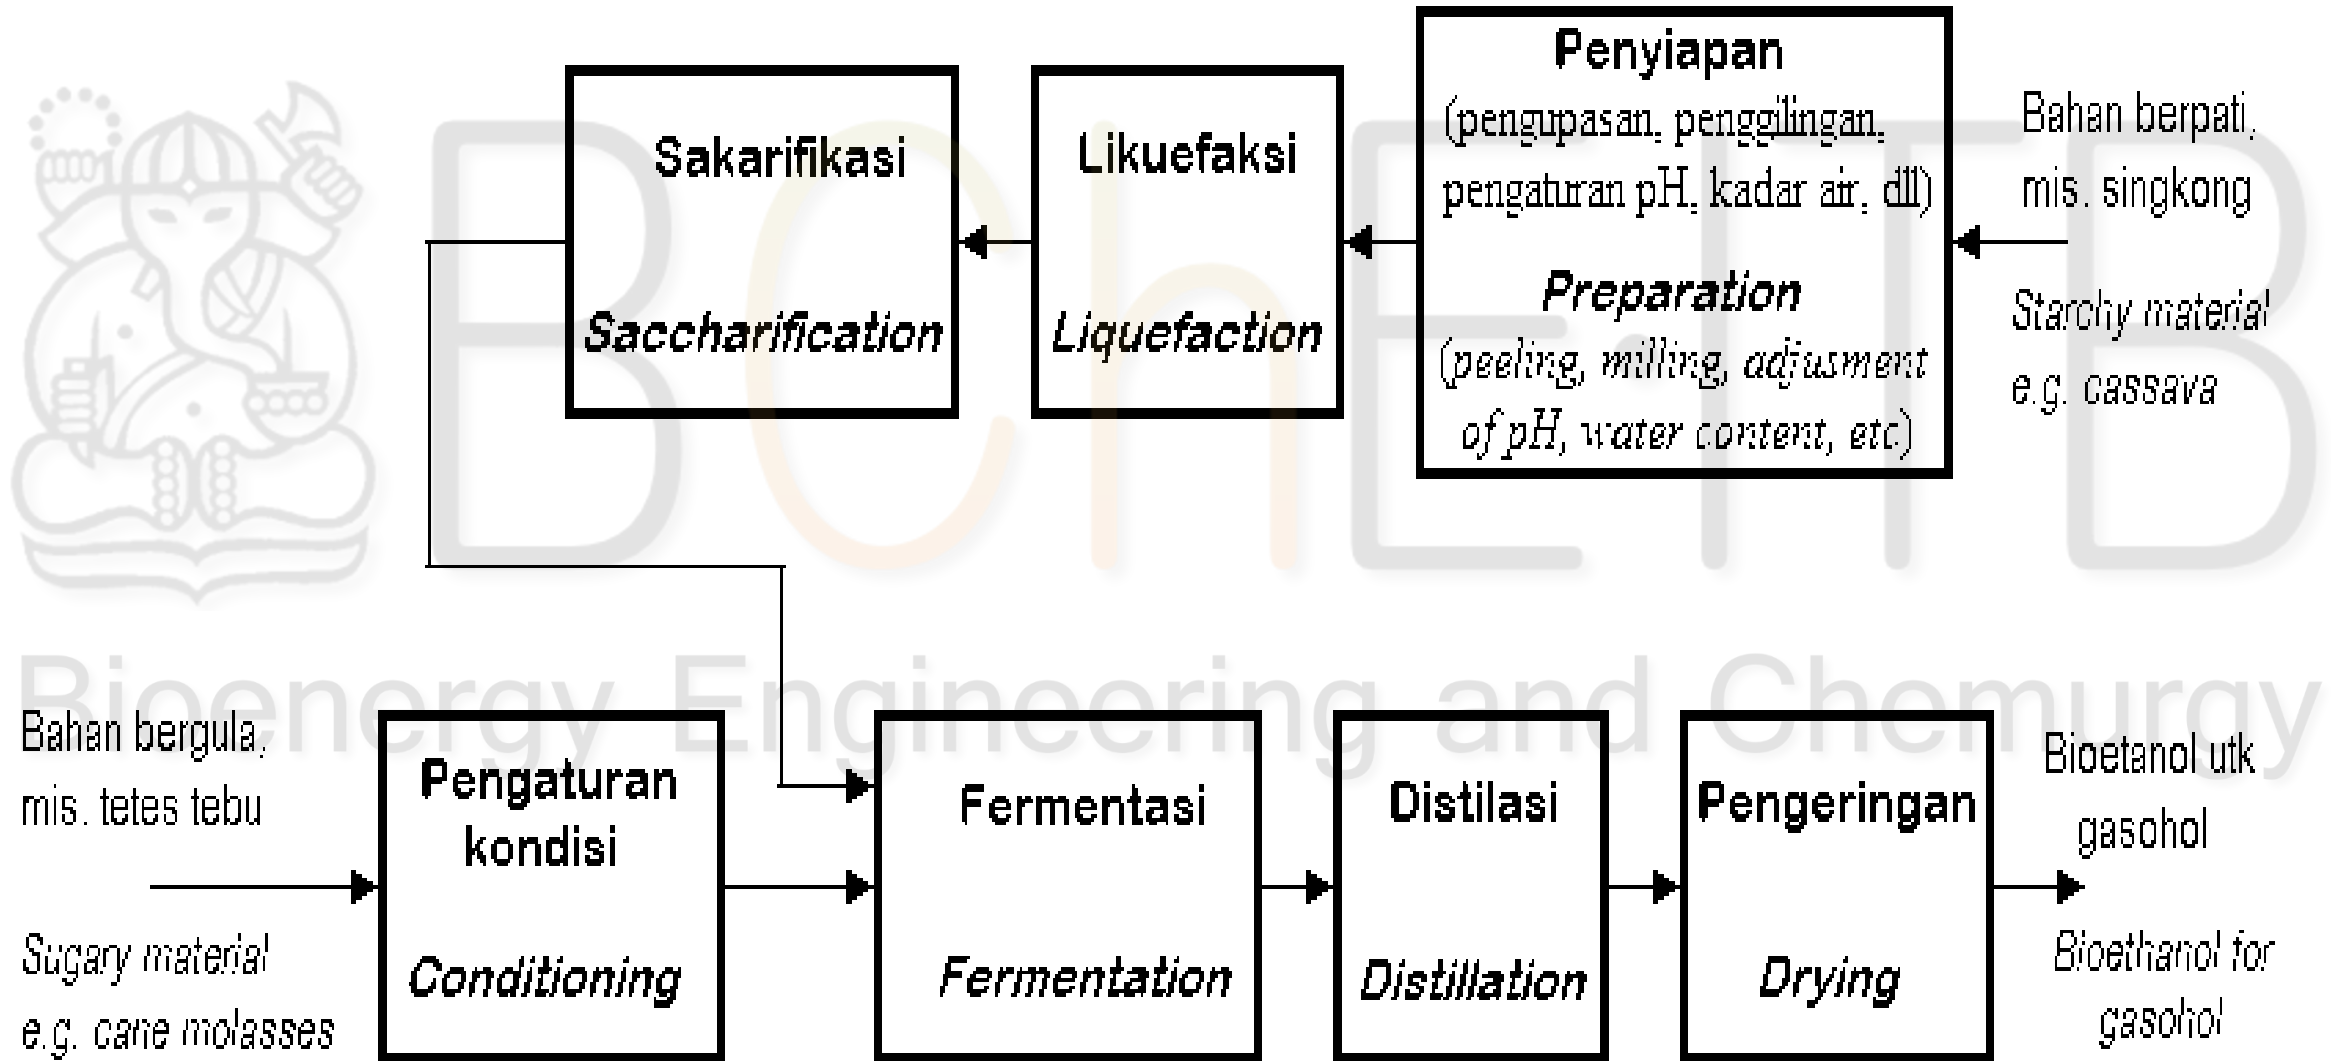 Penyiapan
(pengupasan, penggilingan,
pengaturan pH, kadar air, dll)
Preparation
(peeling, milling, adjusment
of pH, water content, etc)
Bahan berpati,
mis. singkong
Starchy material
e.g. cassava
Likuefaksi
Liquefaction
Sakarifikasi
Saccharification
BChE·ITB
Bioenergy Engineering and Chemurgy
Bahan bergula,
mis. tetes tebu
Sugary material
e.g. cane molasses
Pengaturan
kondisi
Conditioning
Fermentasi
Fermentation
Distilasi
Distillation
Pengeringan
Drying
Bioetanol utk
gasohol
Bioethanol for
gasohol